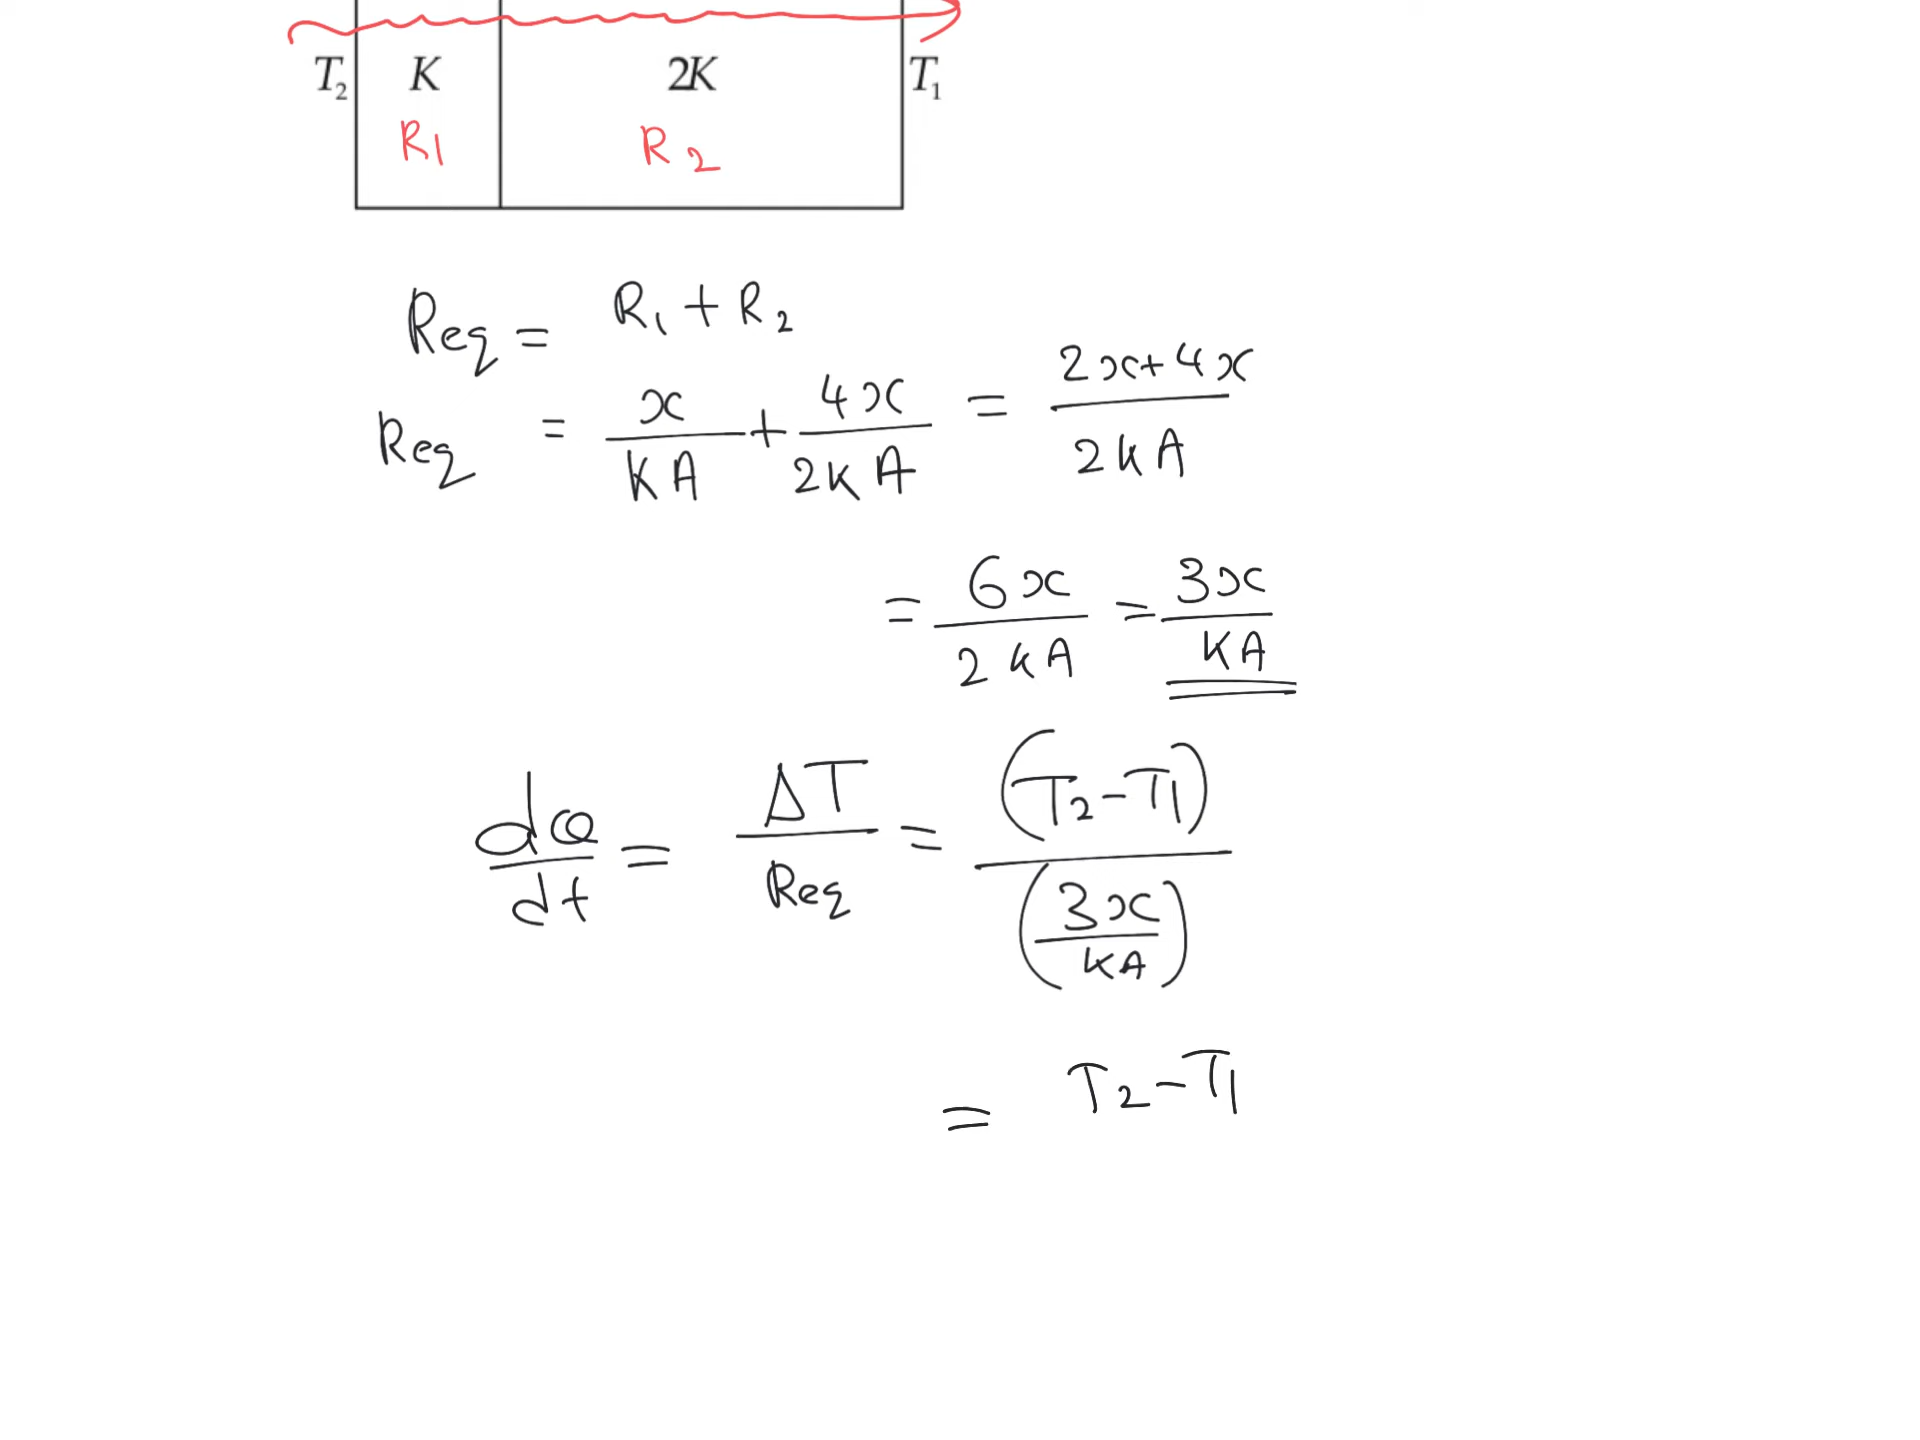 T₂ K 2K T₁
R1 R2
Req = R₁ + R₂
Req = x/KA + 4x/2KA = 2x+4x/2KA
= 6x/2KA = 3x/KA
dQ/dt = ΔT/Req = (T2-T1)/(3x/KA)
= T2-T1